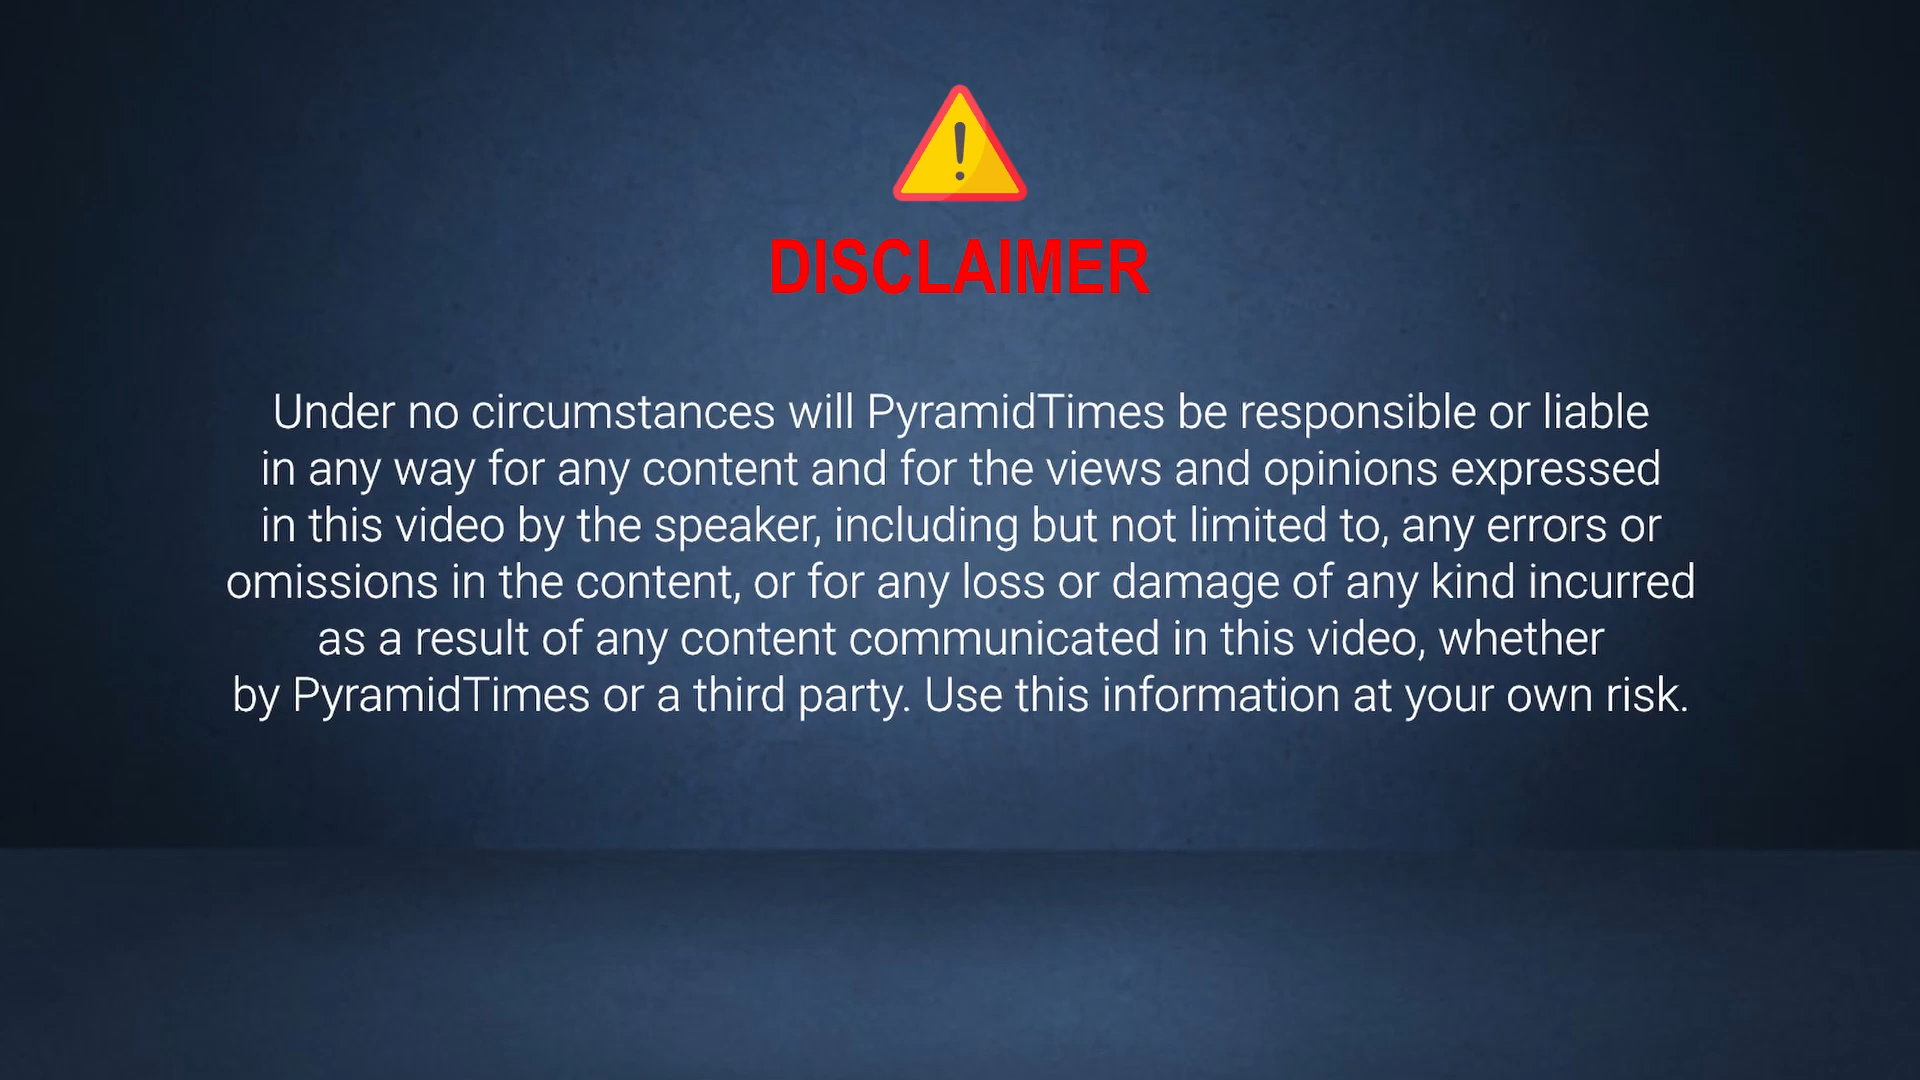 DISCLAIMER
Under no circumstances will PyramidTimes be responsible or liable
in any way for any content and for the views and opinions expressed
in this video by the speaker, including but not limited to, any errors or
omissions in the content, or for any loss or damage of any kind incurred
as a result of any content communicated in this video, whether
by PyramidTimes or a third party. Use this information at your own risk.